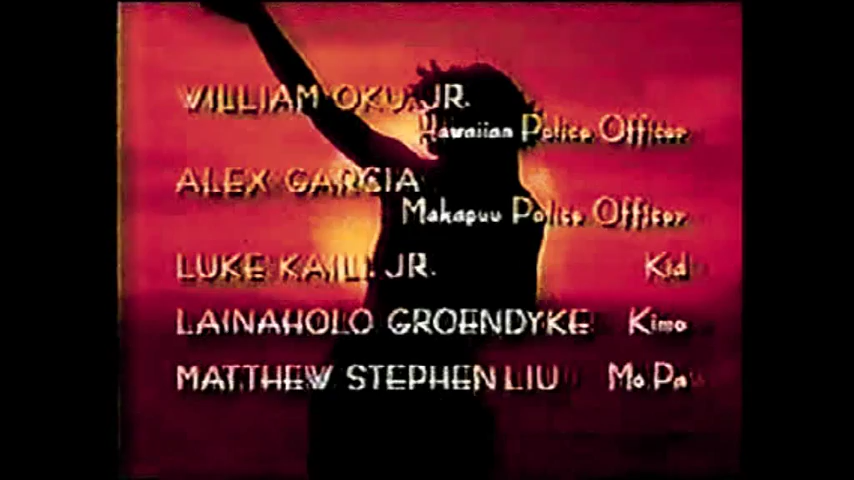 WILLIAM OKU JR.
Hawaiian Police Officer
ALEX GARCIA
Makapuu Police Officer
LUKE KAILI JR. Kid
LAINAHOLO GROENDYKE Kimo
MATTHEW STEPHEN LIU Mo Pa